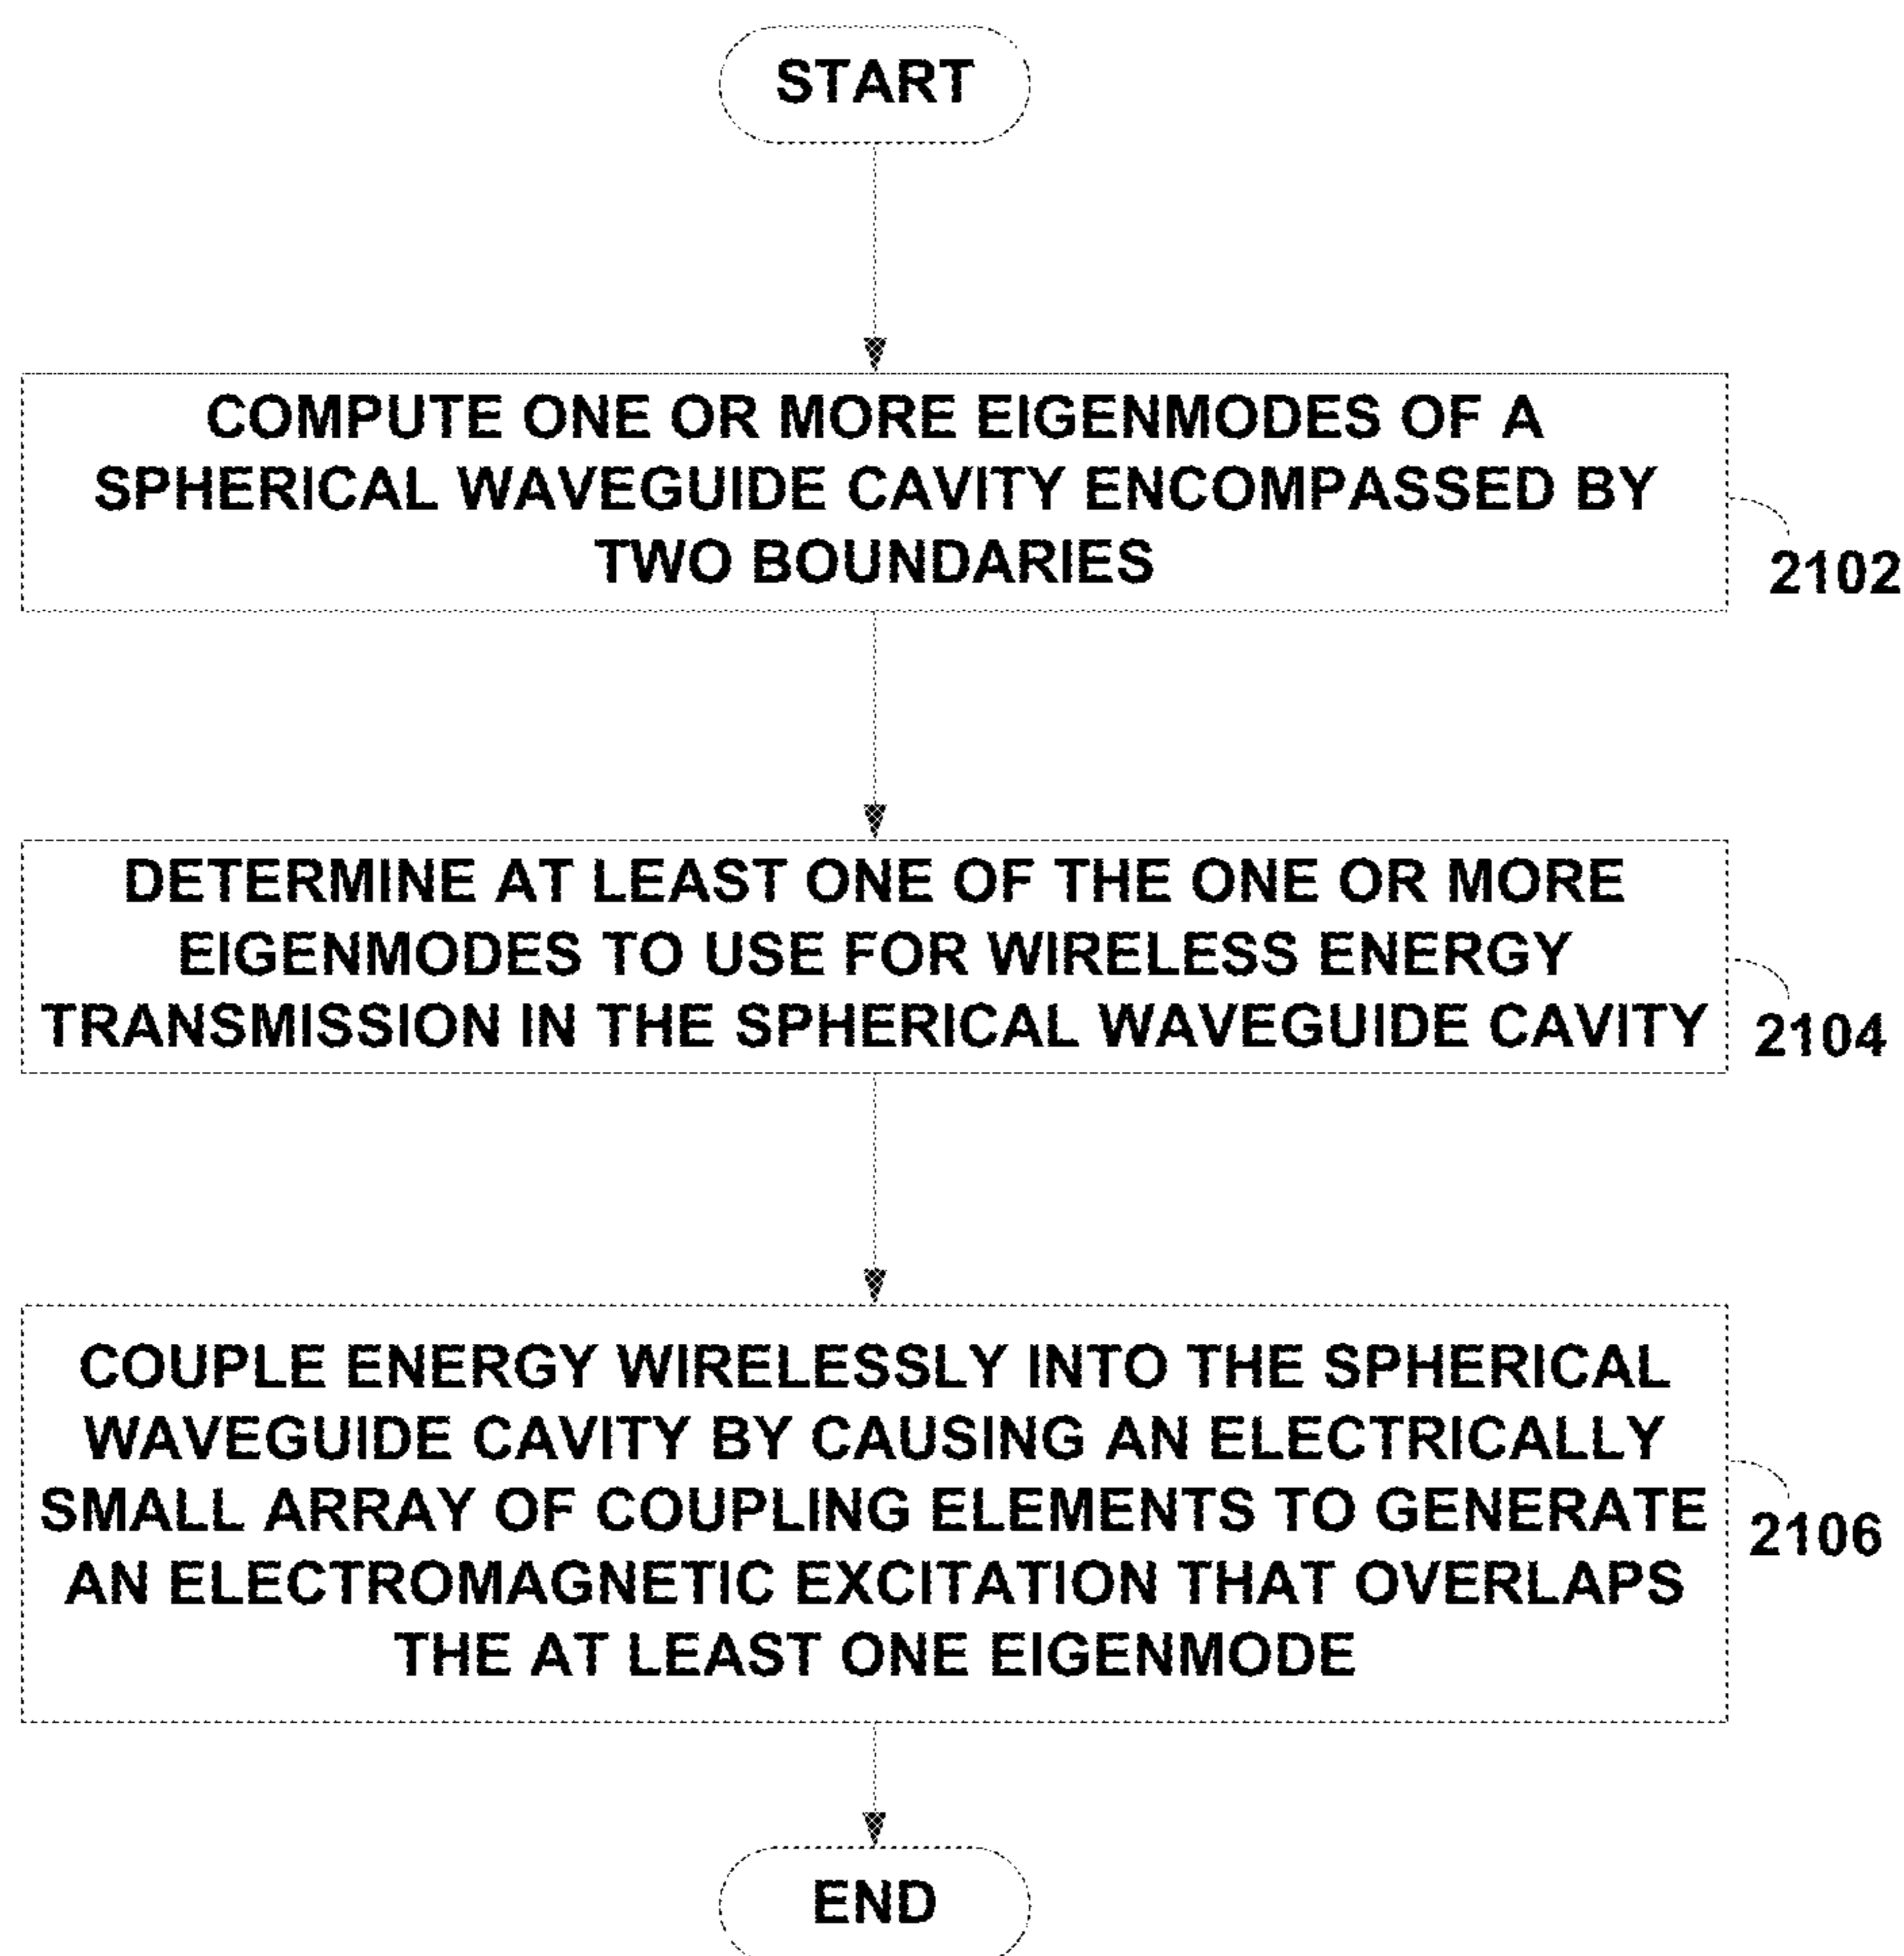 START
COMPUTE ONE OR MORE EIGENMODES OF A
SPHERICAL WAVEGUIDE CAVITY ENCOMPASSED BY
TWO BOUNDARIES
2102
DETERMINE AT LEAST ONE OF THE ONE OR MORE
EIGENMODES TO USE FOR WIRELESS ENERGY
TRANSMISSION IN THE SPHERICAL WAVEGUIDE CAVITY
2104
COUPLE ENERGY WIRELESSLY INTO THE SPHERICAL
WAVEGUIDE CAVITY BY CAUSING AN ELECTRICALLY
SMALL ARRAY OF COUPLING ELEMENTS TO GENERATE
AN ELECTROMAGNETIC EXCITATION THAT OVERLAPS
THE AT LEAST ONE EIGENMODE
2106
END